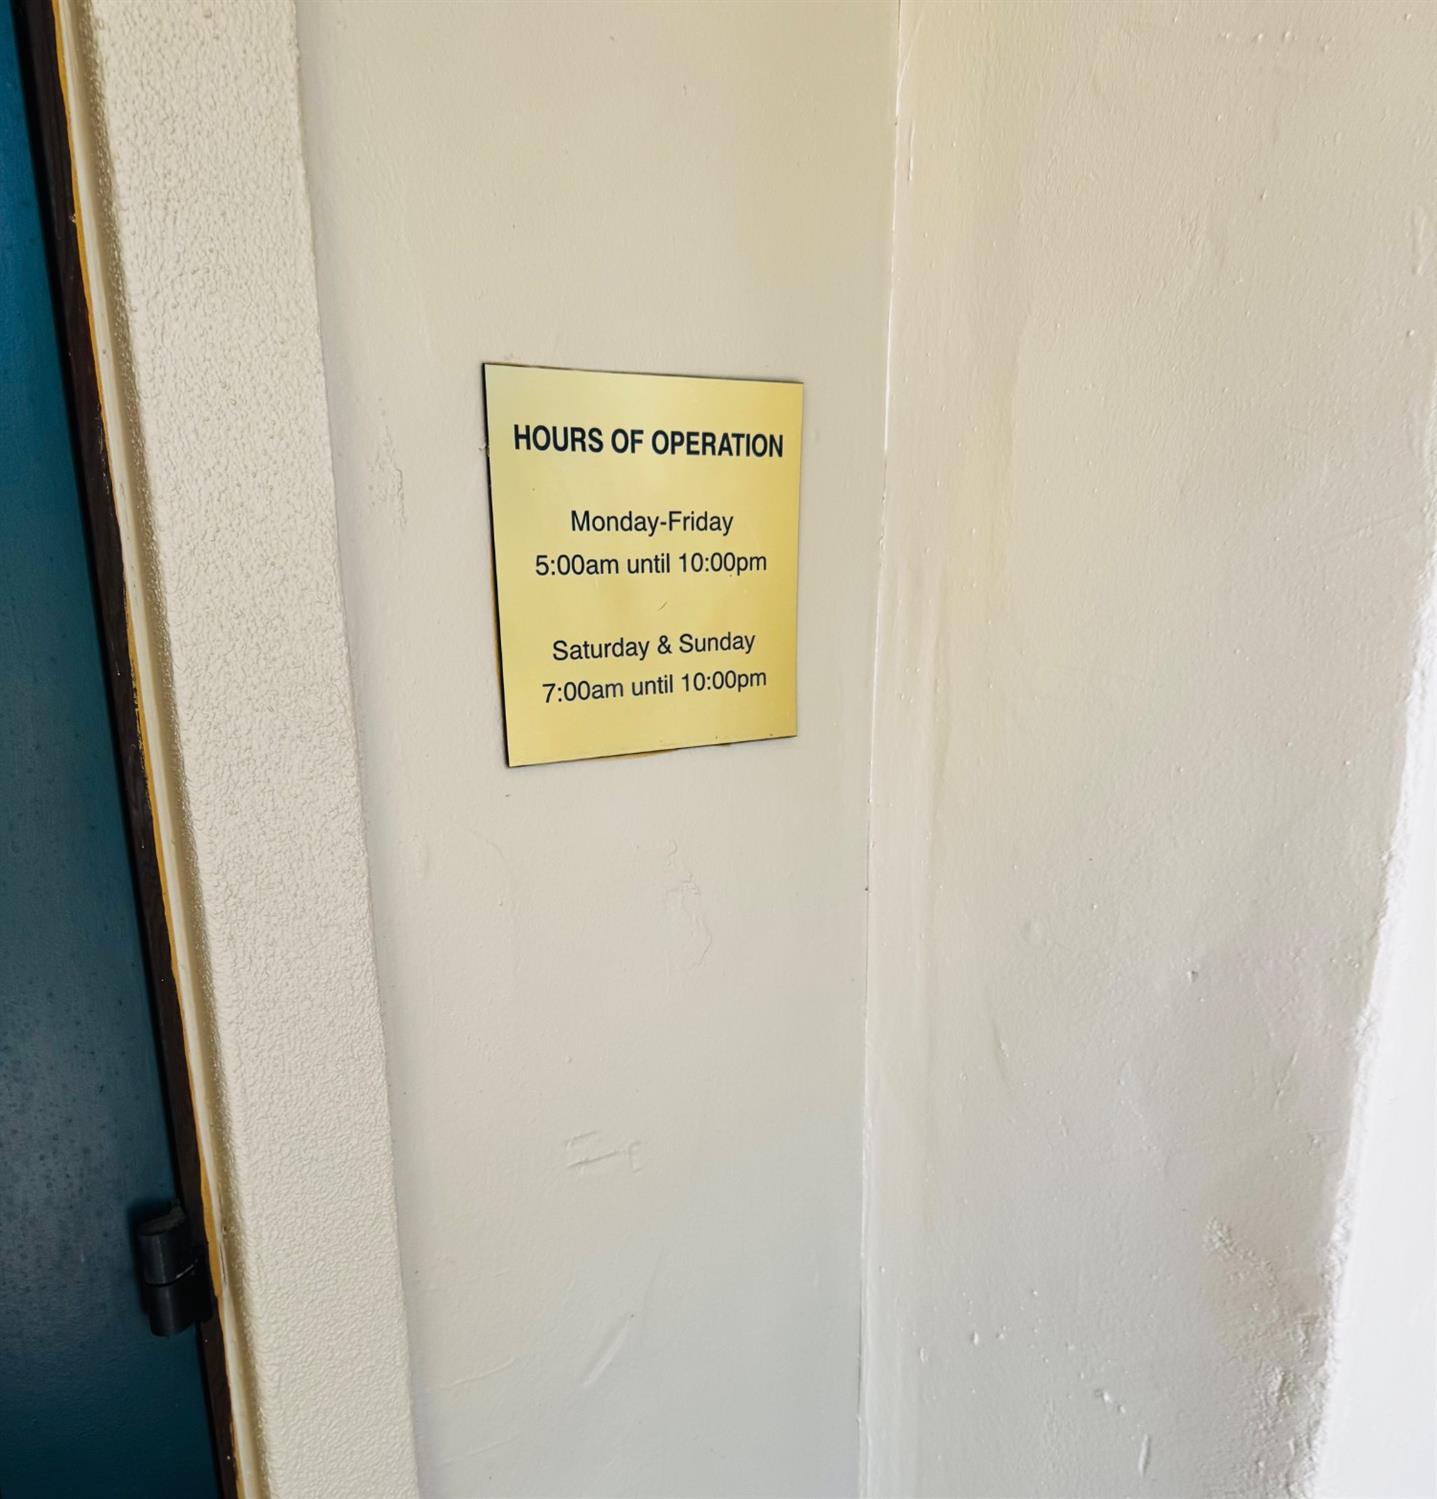 HOURS OF OPERATION
Monday-Friday
5:00am until 10:00pm
Saturday & Sunday
7:00am until 10:00pm